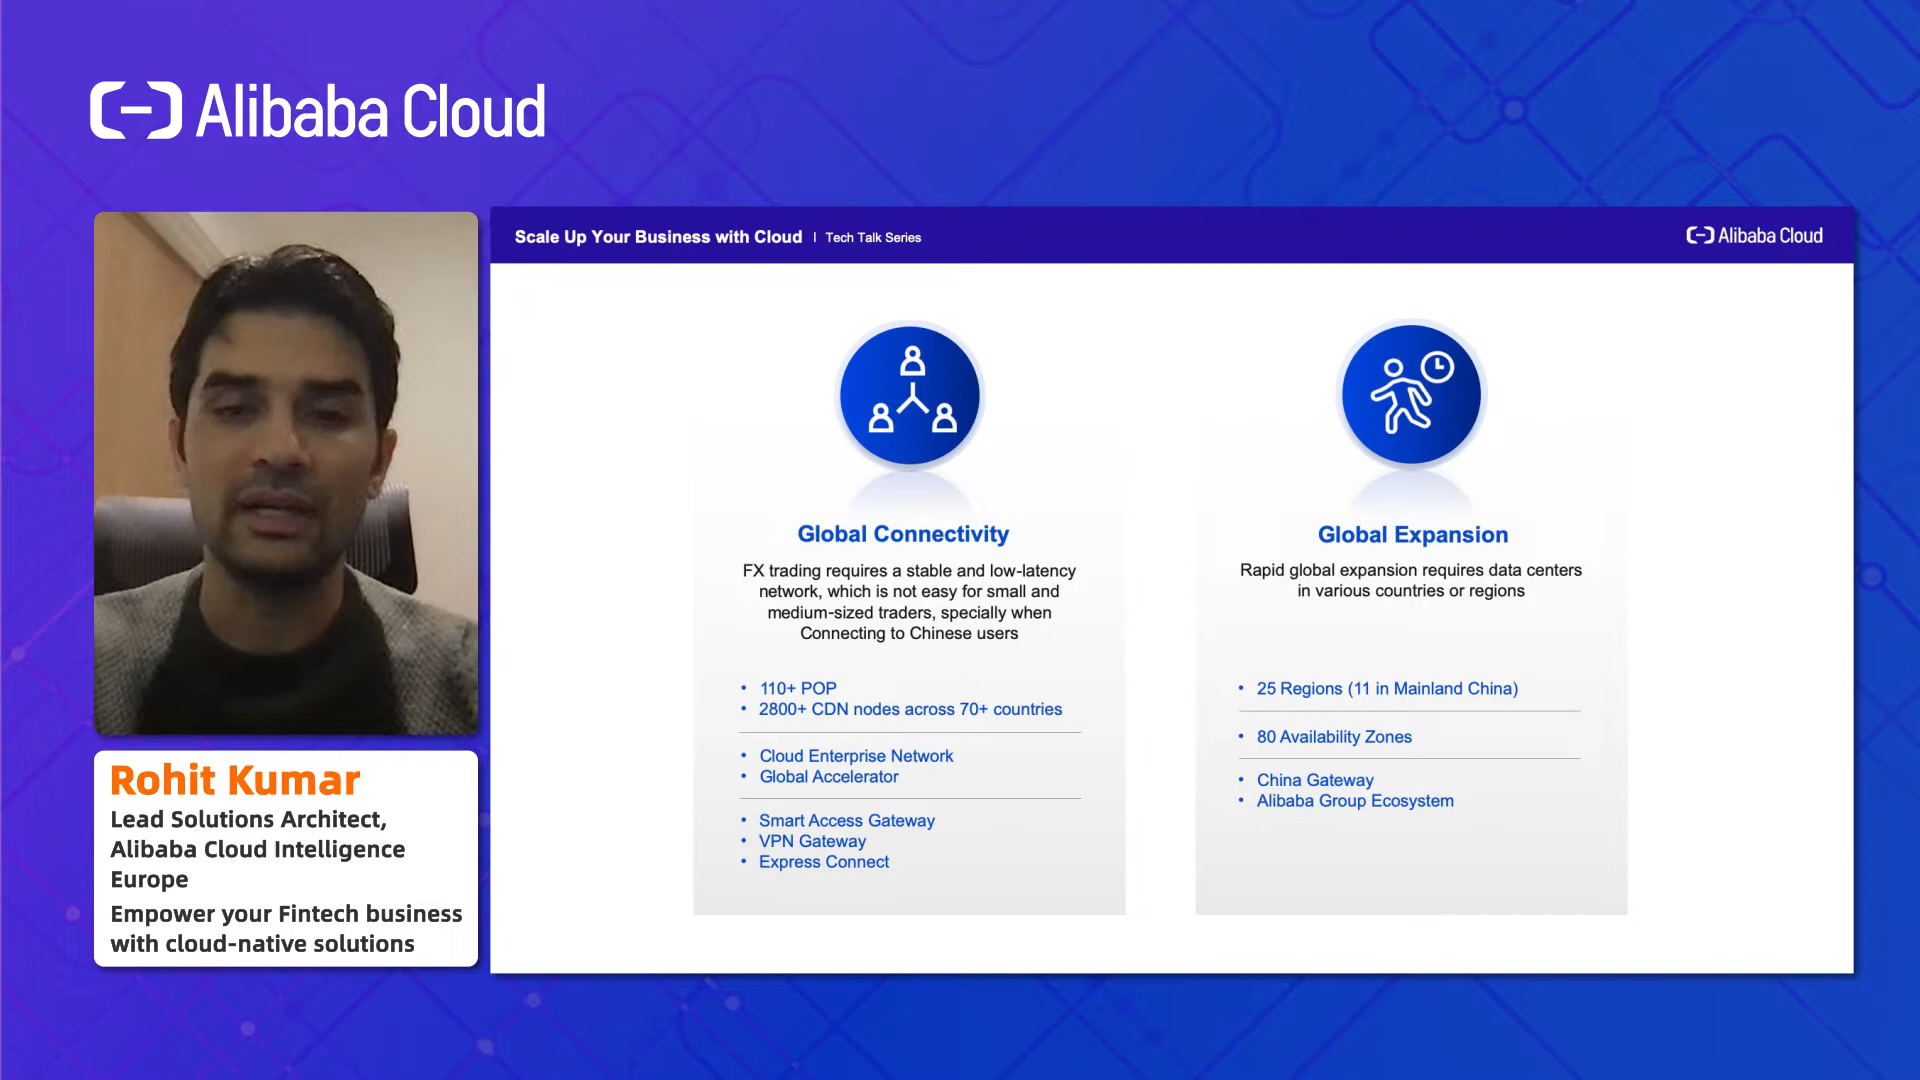 Alibaba Cloud
Scale Up Your Business with Cloud | Tech Talk Series
Alibaba Cloud
Global Connectivity
FX trading requires a stable and low-latency
network, which is not easy for small and
medium-sized traders, specially when
Connecting to Chinese users
• 110+ POP
• 2800+ CDN nodes across 70+ countries
• Cloud Enterprise Network
• Global Accelerator
• Smart Access Gateway
• VPN Gateway
• Express Connect
Global Expansion
Rapid global expansion requires data centers
in various countries or regions
• 25 Regions (11 in Mainland China)
• 80 Availability Zones
• China Gateway
• Alibaba Group Ecosystem
Rohit Kumar
Lead Solutions Architect,
Alibaba Cloud Intelligence
Europe
Empower your Fintech business
with cloud-native solutions